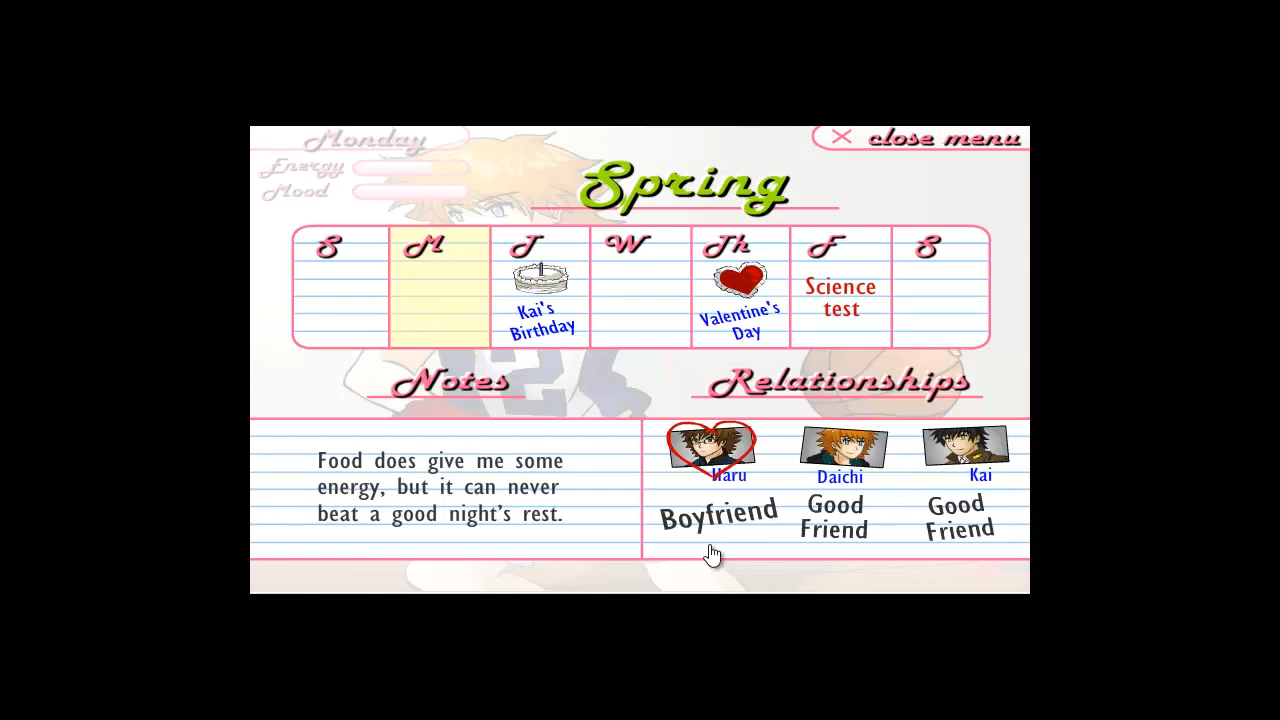 Monday
close menu
Energy
Mood
Spring
S M T W Th F S
Kai's
Birthday
Valentine's
Day
Science
test
Notes
Relationships
Food does give me some
energy, but it can never
beat a good night's rest.
Haru
Boyfriend
Daichi
Good
Friend
Kai
Good
Friend